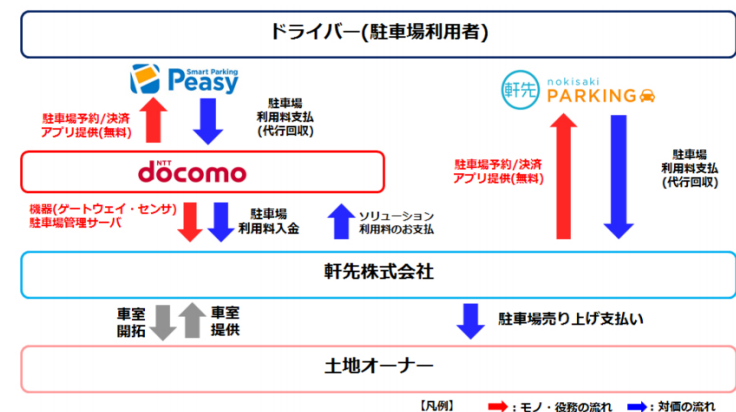 ドライバー(駐車場利用者)
Smart Parking
Peasy
軒先
nokisaki
PARKING
駐車場予約/決済
アプリ提供(無料)
駐車場
利用料支払
(代行回収)
NTT
döcomo
駐車場予約/決済
アプリ提供(無料)
駐車場
利用料支払
(代行回収)
機器(ゲートウェイ・センサ)
駐車場管理サーバ
駐車場
利用料入金
ソリューション
利用料のお支払
軒先株式会社
車室
開拓
車室
提供
駐車場売り上げ支払い
土地オーナー
【凡例】 :モノ・役務の流れ :対価の流れ